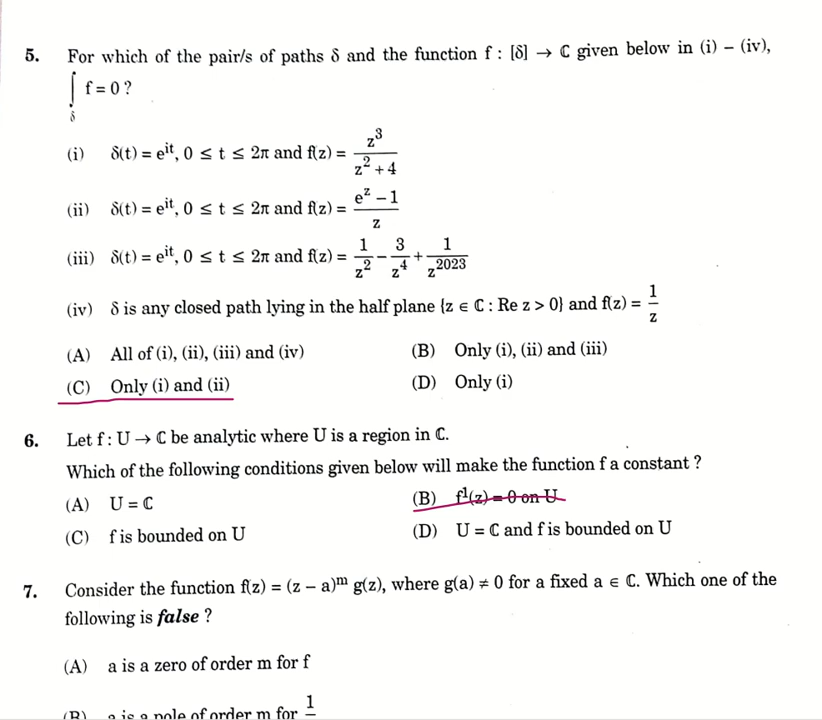 5. For which of the pair/s of paths δ and the function f : [δ] → ℂ given below in (i) – (iv),
∫_δ f = 0 ?
(i) δ(t) = e^{it}, 0 ≤ t ≤ 2π and f(z) = z^3 / (z^2 + 4)
(ii) δ(t) = e^{it}, 0 ≤ t ≤ 2π and f(z) = (e^z – 1) / z
(iii) δ(t) = e^{it}, 0 ≤ t ≤ 2π and f(z) = 1/z^2 – 3/z^4 + 1/z^{2023}
(iv) δ is any closed path lying in the half plane {z ∈ ℂ : Re z > 0} and f(z) = 1/z
(A) All of (i), (ii), (iii) and (iv) (B) Only (i), (ii) and (iii)
(C) Only (i) and (ii) (D) Only (i)
6. Let f : U → ℂ be analytic where U is a region in ℂ.
Which of the following conditions given below will make the function f a constant ?
(A) U = ℂ (B) f^1(z) = 0 on U
(C) f is bounded on U (D) U = ℂ and f is bounded on U
7. Consider the function f(z) = (z – a)^m g(z), where g(a) ≠ 0 for a fixed a ∈ ℂ. Which one of the
following is false ?
(A) a is a zero of order m for f
(B) a is a pole of order m for 1